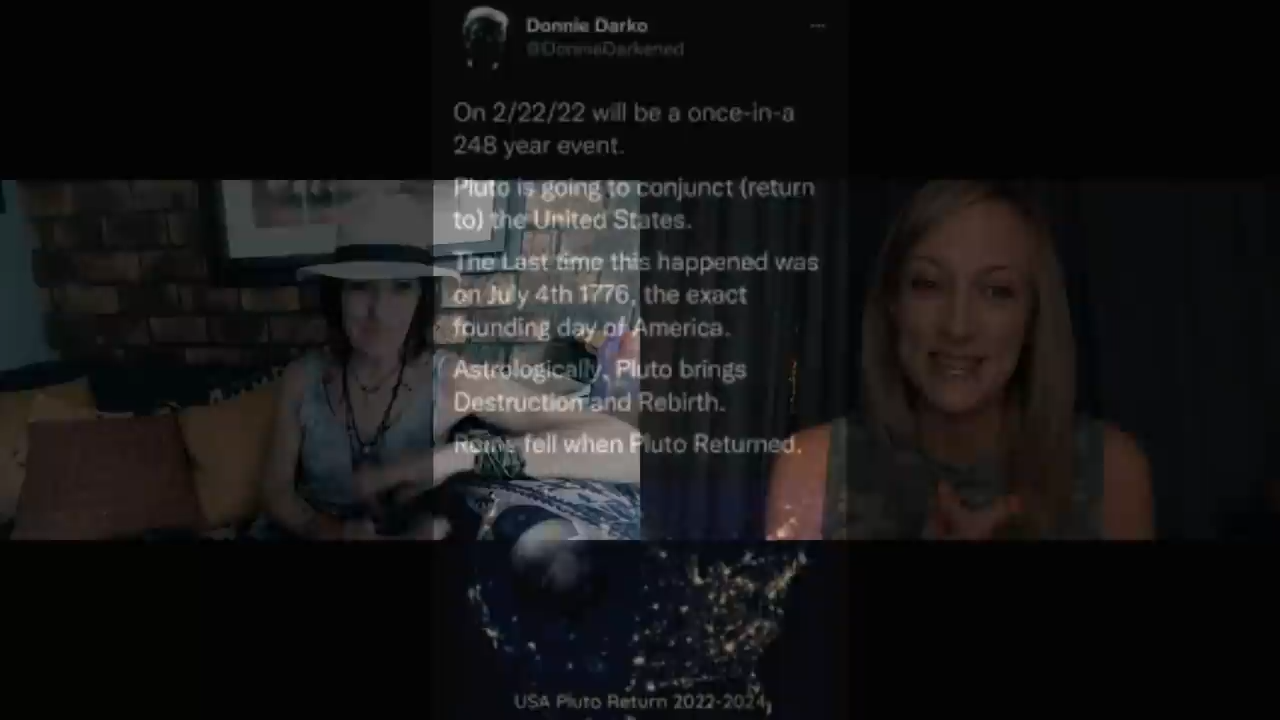 Donnie Darko
@DonnieDarkened
On 2/22/22 will be a once-in-a
248 year event.
Pluto is going to conjunct (return
to) the United States.
The Last time this happened was
on July 4th 1776, the exact
founding day of America.
Astrologically, Pluto brings
Destruction and Rebirth.
Rome fell when Pluto Returned.
USA Pluto Return 2022-2024